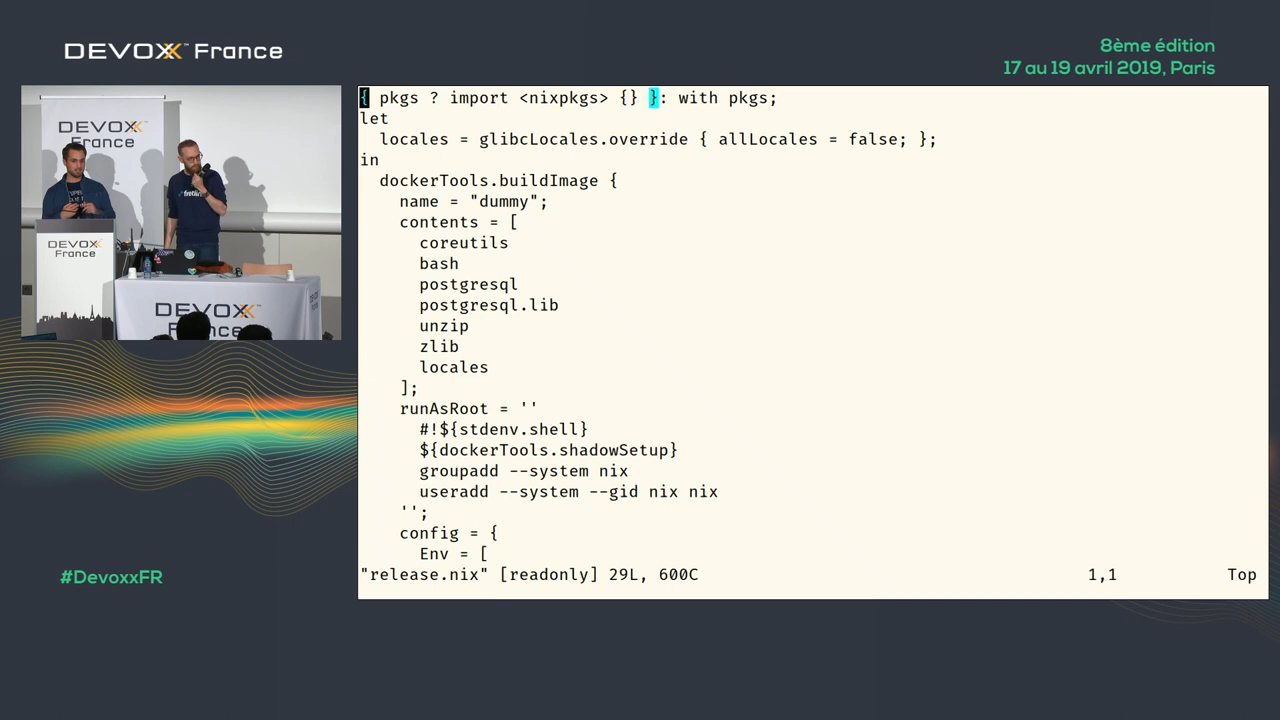 DEVOXX™ France
8ème édition
17 au 19 avril 2019, Paris
DEVOXX
France
DEVOXX
France
DEVOXX
France
{ pkgs ? import <nixpkgs> {} }: with pkgs;
let
  locales = glibcLocales.override { allLocales = false; };
in
  dockerTools.buildImage {
    name = "dummy";
    contents = [
      coreutils
      bash
      postgresql
      postgresql.lib
      unzip
      zlib
      locales
    ];
    runAsRoot = ''
      #!${stdenv.shell}
      ${dockerTools.shadowSetup}
      groupadd --system nix
      useradd --system --gid nix nix
    '';
    config = {
      Env = [
"release.nix" [readonly] 29L, 600C 1,1 Top
#DevoxxFR